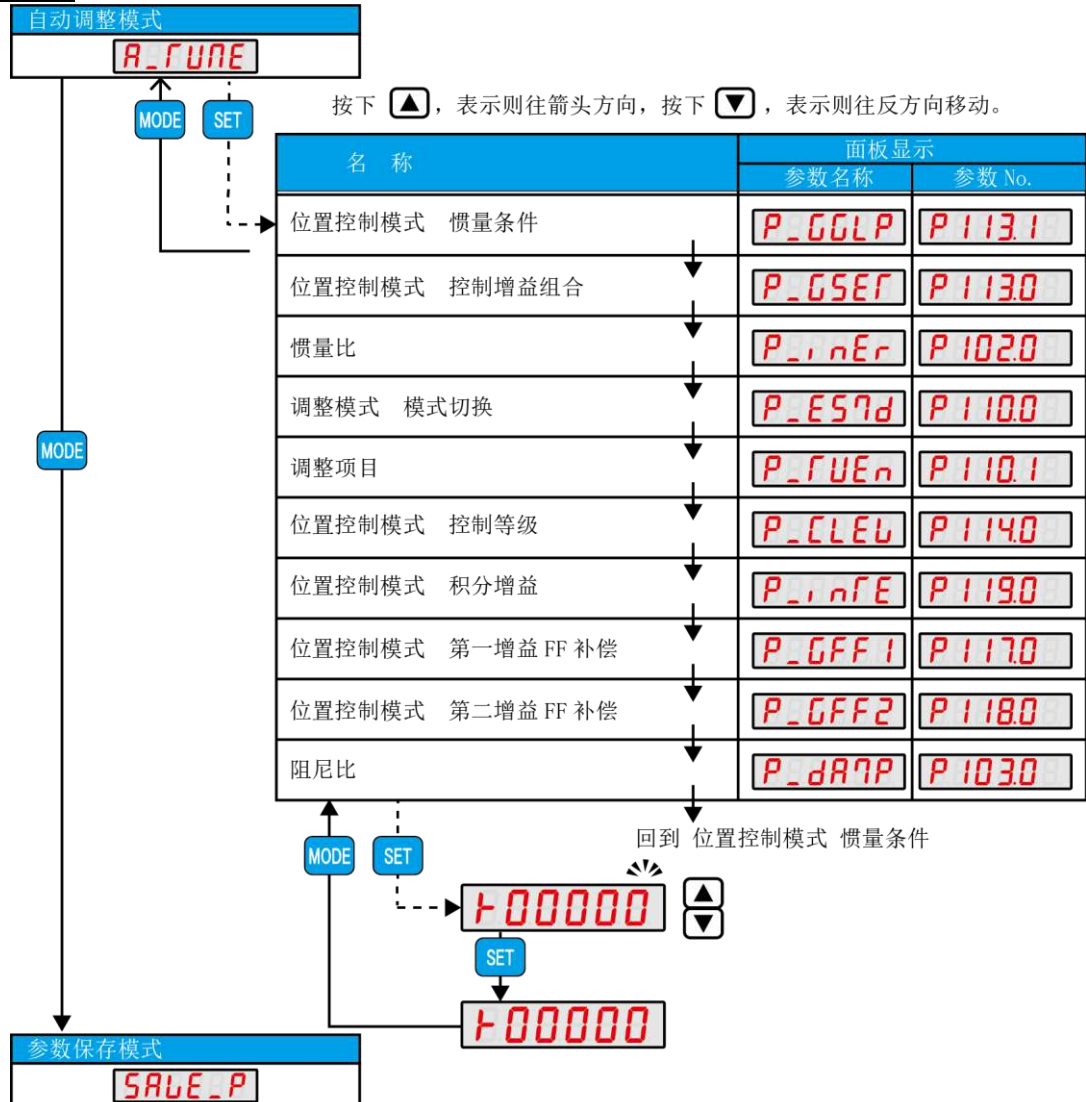 自动调整模式
A_TUNE
MODE SET
按下 ▲，表示则往箭头方向，按下 ▼，表示则往反方向移动。
名 称 面板显示
参数名称 参数 No.
位置控制模式 惯量条件 P_GGLP P113.1
位置控制模式 控制增益组合 P_GSET P113.0
惯量比 P_inEr P102.0
调整模式 模式切换 P_ESMd P110.0
MODE
调整项目 P_TUEn P110.1
位置控制模式 控制等级 P_CLEV P114.0
位置控制模式 积分增益 P_inTE P119.0
位置控制模式 第一增益 FF 补偿 P_GFF1 P117.0
位置控制模式 第二增益 FF 补偿 P_GFF2 P118.0
阻尼比 P_dAMP P103.0
回到 位置控制模式 惯量条件
MODE SET
⊦00000 ▲
▼
SET
⊦00000
参数保存模式
SAVE_P